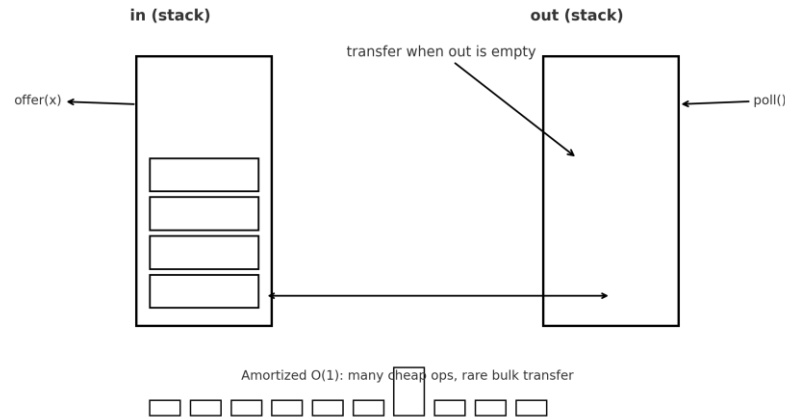 in (stack)
out (stack)
transfer when out is empty
offer(x)
poll()
Amortized O(1): many cheap ops, rare bulk transfer